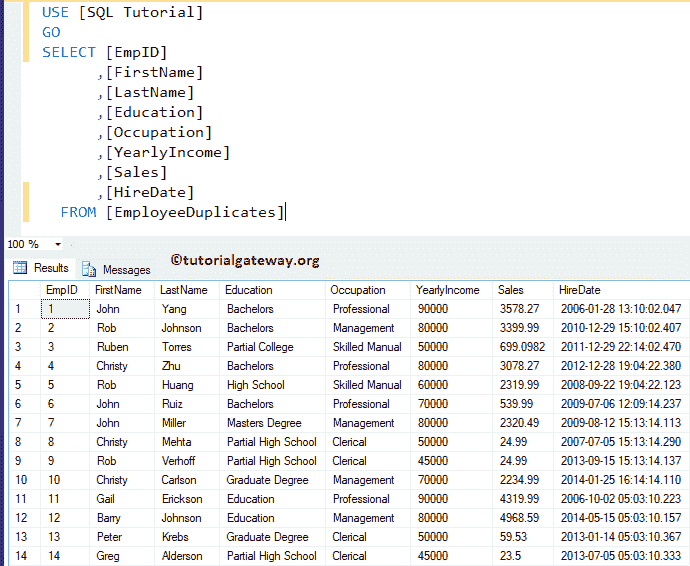 USE [SQL Tutorial]
GO
SELECT [EmpID]
,[FirstName]
,[LastName]
,[Education]
,[Occupation]
,[YearlyIncome]
,[Sales]
,[HireDate]
FROM [EmployeeDuplicates]
100 %
©tutorialgateway.org
Results Messages
EmpID FirstName LastName Education Occupation YearlyIncome Sales HireDate
1 1 John Yang Bachelors Professional 90000 3578.27 2006-01-28 13:10:02.047
2 2 Rob Johnson Bachelors Management 80000 3399.99 2010-12-29 15:10:02.407
3 3 Ruben Torres Partial College Skilled Manual 50000 699.0982 2011-12-29 22:14:02.470
4 4 Christy Zhu Bachelors Professional 80000 3078.27 2012-12-28 19:04:22.380
5 5 Rob Huang High School Skilled Manual 60000 2319.99 2008-09-22 19:04:22.123
6 6 John Ruiz Bachelors Professional 70000 539.99 2009-07-06 12:09:14.237
7 7 John Miller Masters Degree Management 80000 2320.49 2009-08-12 15:13:14.113
8 8 Christy Mehta Partial High School Clerical 50000 24.99 2007-07-05 15:13:14.290
9 9 Rob Verhoff Partial High School Clerical 45000 24.99 2013-09-15 15:13:14.137
10 10 Christy Carlson Graduate Degree Management 70000 2234.99 2014-01-25 16:14:14.110
11 11 Gail Erickson Education Professional 90000 4319.99 2006-10-02 05:03:10.223
12 12 Barry Johnson Education Management 80000 4968.59 2014-05-15 05:03:10.157
13 13 Peter Krebs Graduate Degree Clerical 50000 59.53 2013-01-14 05:03:10.367
14 14 Greg Alderson Partial High School Clerical 45000 23.5 2013-07-05 05:03:10.333